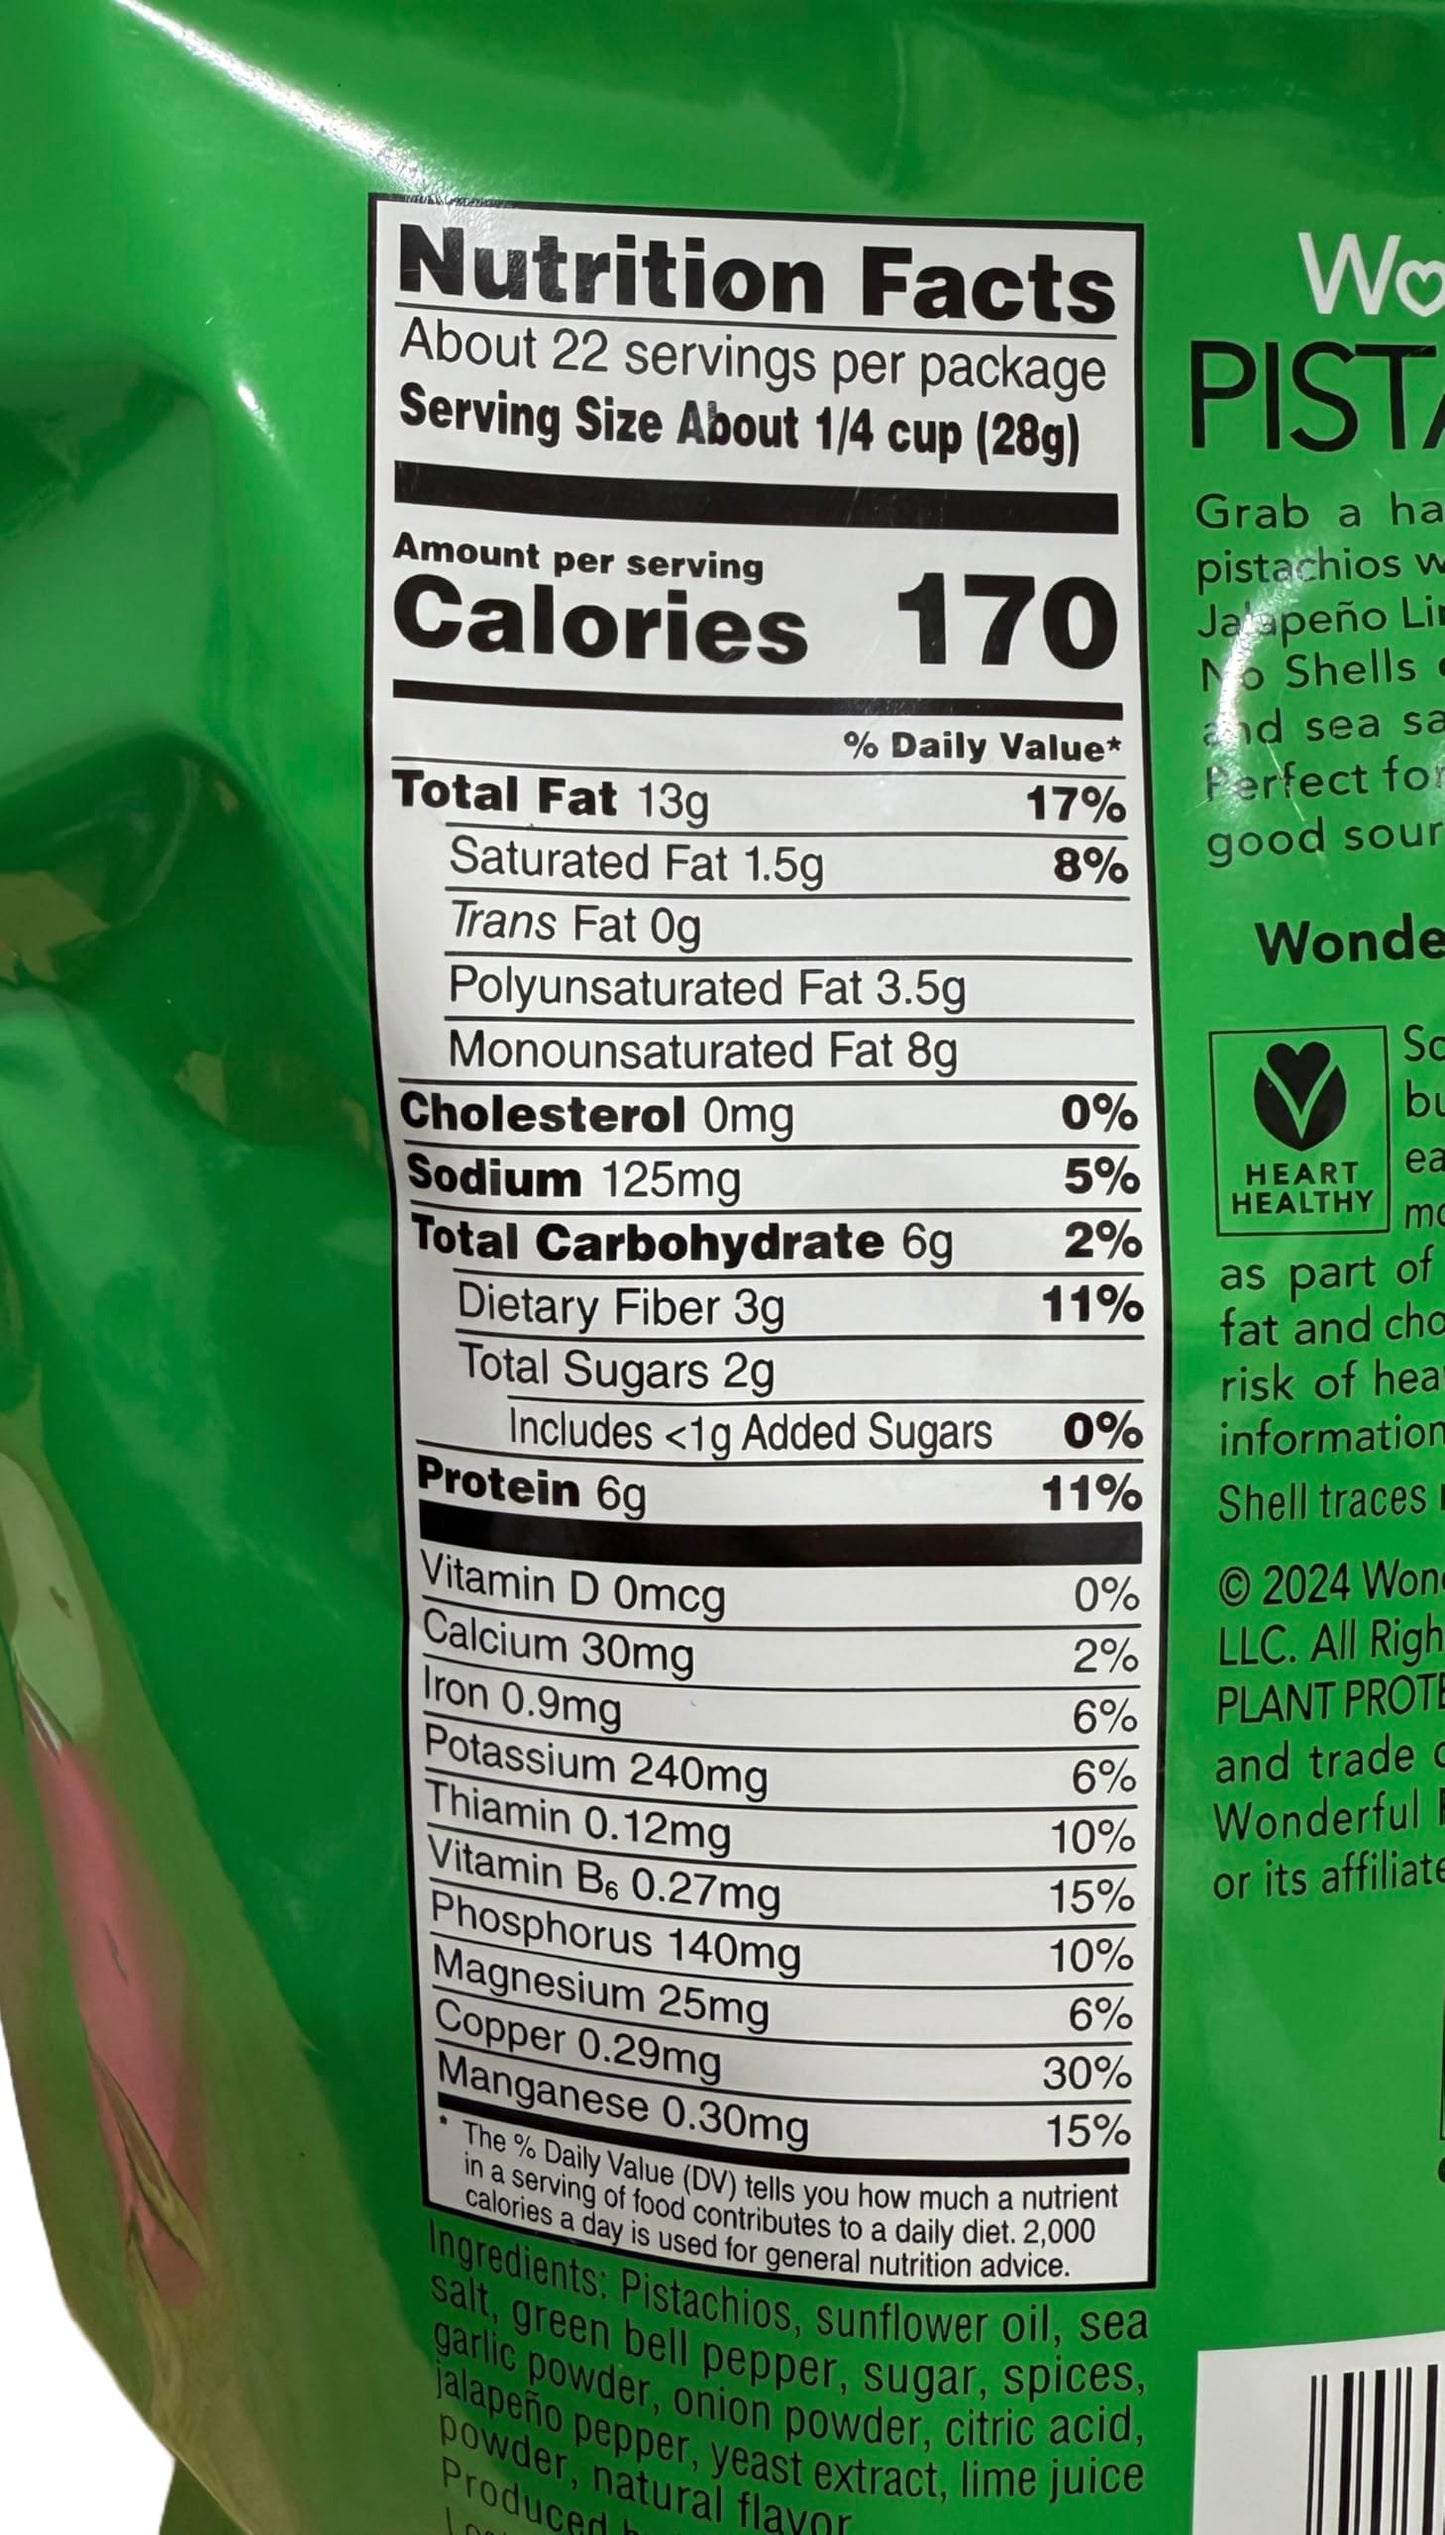 Nutrition Facts
About 22 servings per package
Serving Size About 1/4 cup (28g)
Amount per serving
Calories 170
% Daily Value*
Total Fat 13g 17%
Saturated Fat 1.5g 8%
Trans Fat 0g
Polyunsaturated Fat 3.5g
Monounsaturated Fat 8g
Cholesterol 0mg 0%
Sodium 125mg 5%
Total Carbohydrate 6g 2%
Dietary Fiber 3g 11%
Total Sugars 2g
Includes <1g Added Sugars 0%
Protein 6g 11%
Vitamin D 0mcg 0%
Calcium 30mg 2%
Iron 0.9mg 6%
Potassium 240mg 6%
Thiamin 0.12mg 10%
Vitamin B6 0.27mg 15%
Phosphorus 140mg 10%
Magnesium 25mg 6%
Copper 0.29mg 30%
Manganese 0.30mg 15%
* The % Daily Value (DV) tells you how much a nutrient
in a serving of food contributes to a daily diet. 2,000
calories a day is used for general nutrition advice.
Ingredients: Pistachios, sunflower oil, sea
salt, green bell pepper, sugar, spices,
garlic powder, onion powder, citric acid,
jalapeño pepper, yeast extract, lime juice
powder, natural flavor
Produced
Wo
PISTA
Grab a ha
pistachios w
Jalapeño Li
No Shells
and sea sa
Perfect for
good sour
Wonde
HEART
HEALTHY
So
bu
ea
mo
as part of
fat and cho
risk of hea
information
Shell traces
© 2024 Won
LLC. All Righ
PLANT PROTE
and trade
Wonderful
or its affiliate